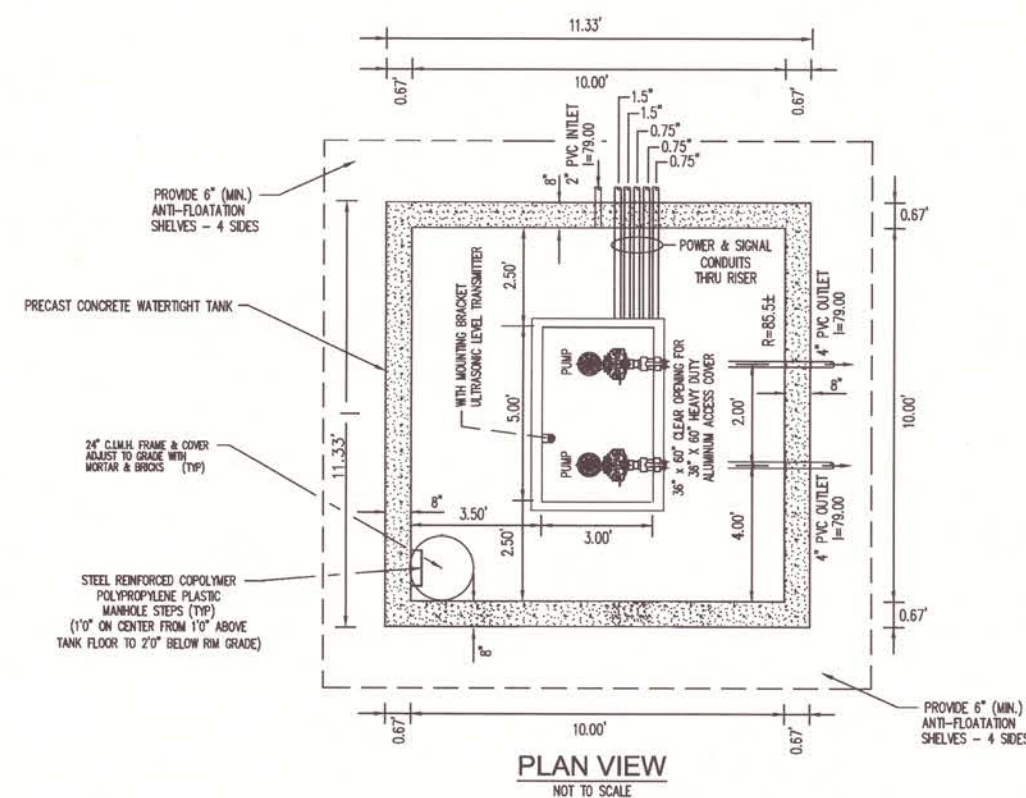 11.33'
0.67'
10.00'
0.67'
1.5"
1.5"
0.75"
0.75"
0.75"
2" PVC INTLET
I=79.00
8"
PROVIDE 6" (MIN.)
ANTI-FLOATATION
SHELVES - 4 SIDES
0.67'
POWER & SIGNAL
CONDUITS
THRU RISER
2.50'
PRECAST CONCRETE WATERTIGHT TANK
WITH MOUNTING BRACKET
ULTRASONIC LEVEL TRANSMITTER
R=85.5±
4" PVC OUTLET
I=79.00
PUMP
8"
5.00'
36" x 60" CLEAR OPENING FOR
36" X 60" HEAVY DUTY
ALUMINUM ACCESS COVER
2.00'
10.00'
11.33'
24" C.I.M.H. FRAME & COVER
ADJUST TO GRADE WITH
MORTAR & BRICKS (TYP)
PUMP
8"
3.50'
3.00'
2.50'
4.00'
4" PVC OUTLET
I=79.00
STEEL REINFORCED COPOLYMER
POLYPROPYLENE PLASTIC
MANHOLE STEPS (TYP)
(1'0" ON CENTER FROM 1'0" ABOVE
TANK FLOOR TO 2'0" BELOW RIM GRADE)
0.67'
8"
PROVIDE 6" (MIN.)
ANTI-FLOATATION
SHELVES - 4 SIDES
0.67'
10.00'
0.67'
PLAN VIEW
NOT TO SCALE